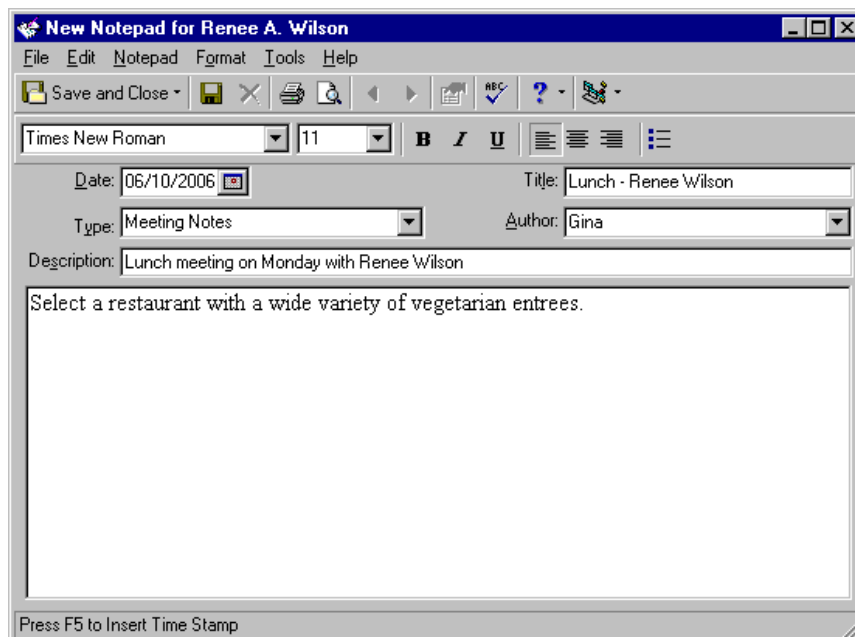 New Notepad for Renee A. Wilson
File Edit Notepad Format Tools Help
Save and Close ABC ?
Times New Roman 11 B I U
Date: 06/10/2006 Title: Lunch - Renee Wilson
Type: Meeting Notes Author: Gina
Description: Lunch meeting on Monday with Renee Wilson
Select a restaurant with a wide variety of vegetarian entrees.
Press F5 to Insert Time Stamp